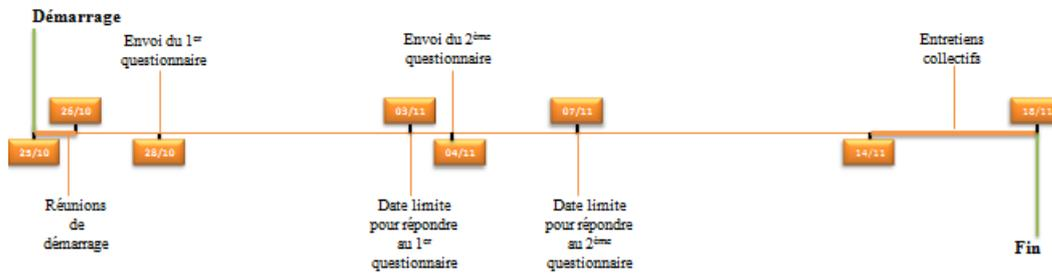 Démarrage
Envoi du 1er
questionnaire
Envoi du 2ème
questionnaire
Entretiens
collectifs
26/10
03/11
07/11
18/11
25/10
28/10
04/11
14/11
Réunions
de
démarrage
Date limite
pour répondre
au 1er
questionnaire
Date limite
pour répondre
au 2ème
questionnaire
Fin